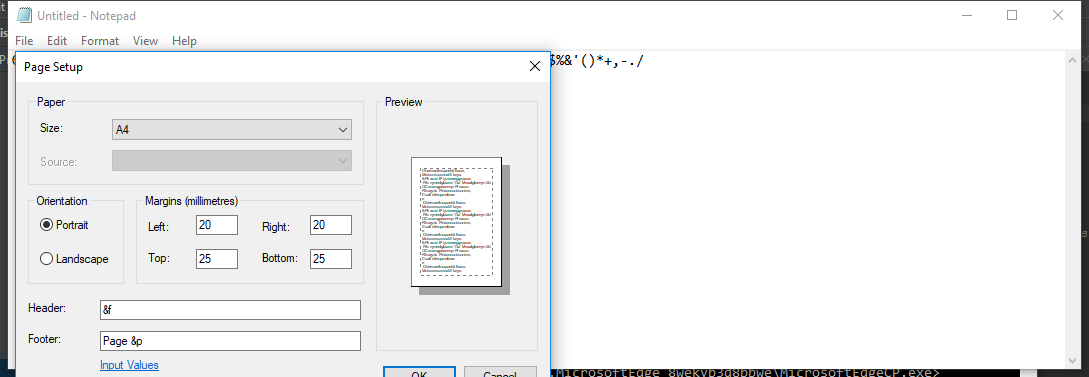 Untitled - Notepad
File Edit Format View Help
$%&'()*+,-./
Page Setup
Paper
Size: A4
Source:
Orientation
Portrait
Landscape
Margins (millimetres)
Left: 20 Right: 20
Top: 25 Bottom: 25
Preview
Header: &f
Footer: Page &p
Input Values
OK Cancel
MicrosoftEdge_8wekyb3d8bbwe\MicrosoftEdgeCP.exe>